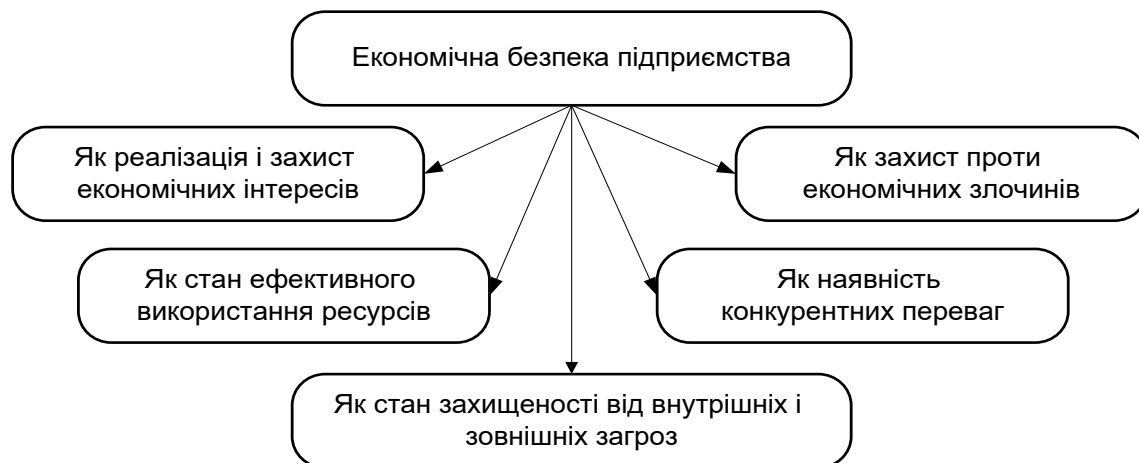 Економічна безпека підприємства
Як реалізація і захист
економічних інтересів
Як захист проти
економічних злочинів
Як стан ефективного
використання ресурсів
Як наявність
конкурентних переваг
Як стан захищеності від внутрішніх і
зовнішніх загроз